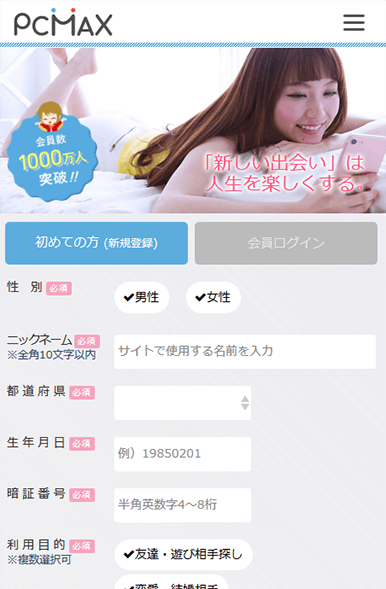 PCMAX
会員数
1000万人
突破!!
「新しい出会い」は
人生を楽しくする。
初めての方 (新規登録)
会員ログイン
性 別 必須
✔男性
✔女性
ニックネーム 必須
※全角10文字以内
サイトで使用する名前を入力
都道府県 必須
生年月日 必須
例）19850201
暗証番号 必須
半角英数字4～8桁
利用目的 必須
※複数選択可
✔友達・遊び相手探し
✔恋愛・結婚相手